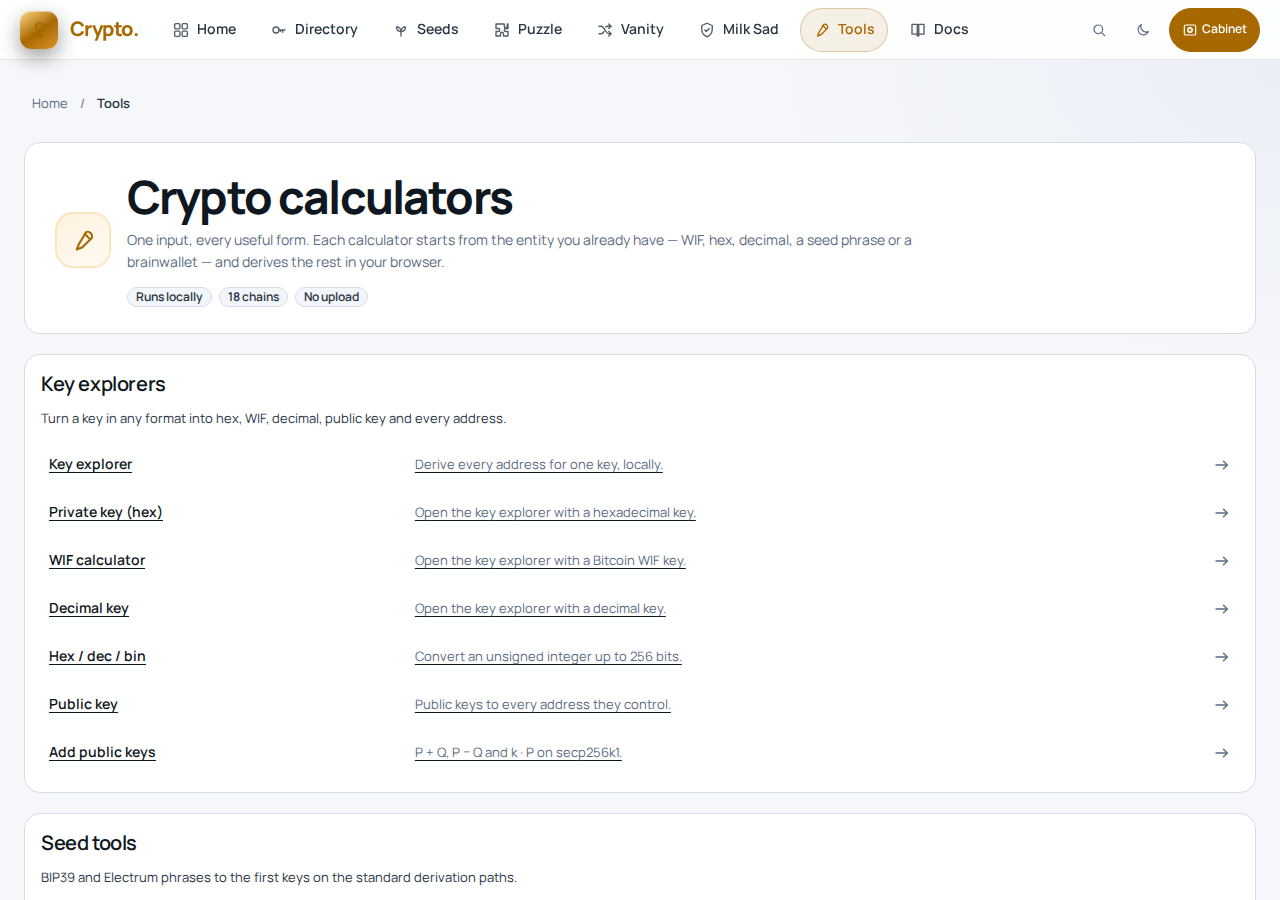 Crypto.
Home
Directory
Seeds
Puzzle
Vanity
Milk Sad
Tools
Docs
Cabinet
Home / Tools
Crypto calculators
One input, every useful form. Each calculator starts from the entity you already have — WIF, hex, decimal, a seed phrase or a
brainwallet — and derives the rest in your browser.
Runs locally
18 chains
No upload
Key explorers
Turn a key in any format into hex, WIF, decimal, public key and every address.
Key explorer
Derive every address for one key, locally.
Private key (hex)
Open the key explorer with a hexadecimal key.
WIF calculator
Open the key explorer with a Bitcoin WIF key.
Decimal key
Open the key explorer with a decimal key.
Hex / dec / bin
Convert an unsigned integer up to 256 bits.
Public key
Public keys to every address they control.
Add public keys
P + Q, P − Q and k · P on secp256k1.
Seed tools
BIP39 and Electrum phrases to the first keys on the standard derivation paths.